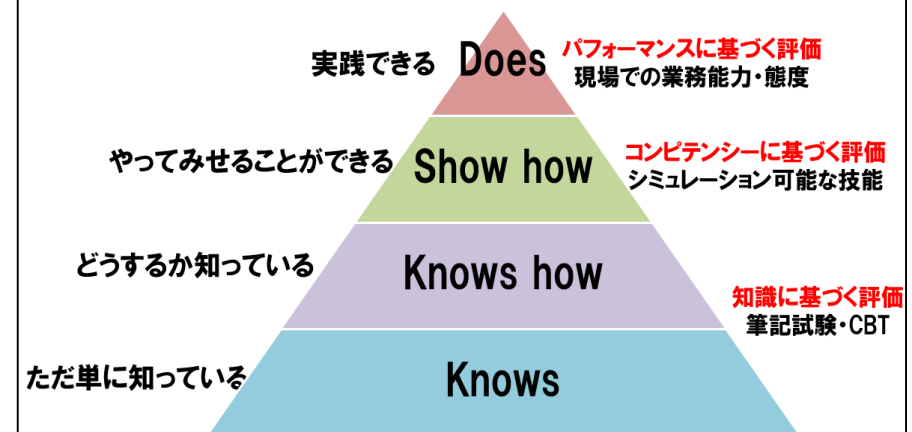 実践できる
Does
パフォーマンスに基づく評価
現場での業務能力・態度
やってみせることができる
Show how
コンピテンシーに基づく評価
シミュレーション可能な技能
どうするか知っている
Knows how
知識に基づく評価
筆記試験・CBT
ただ単に知っている
Knows